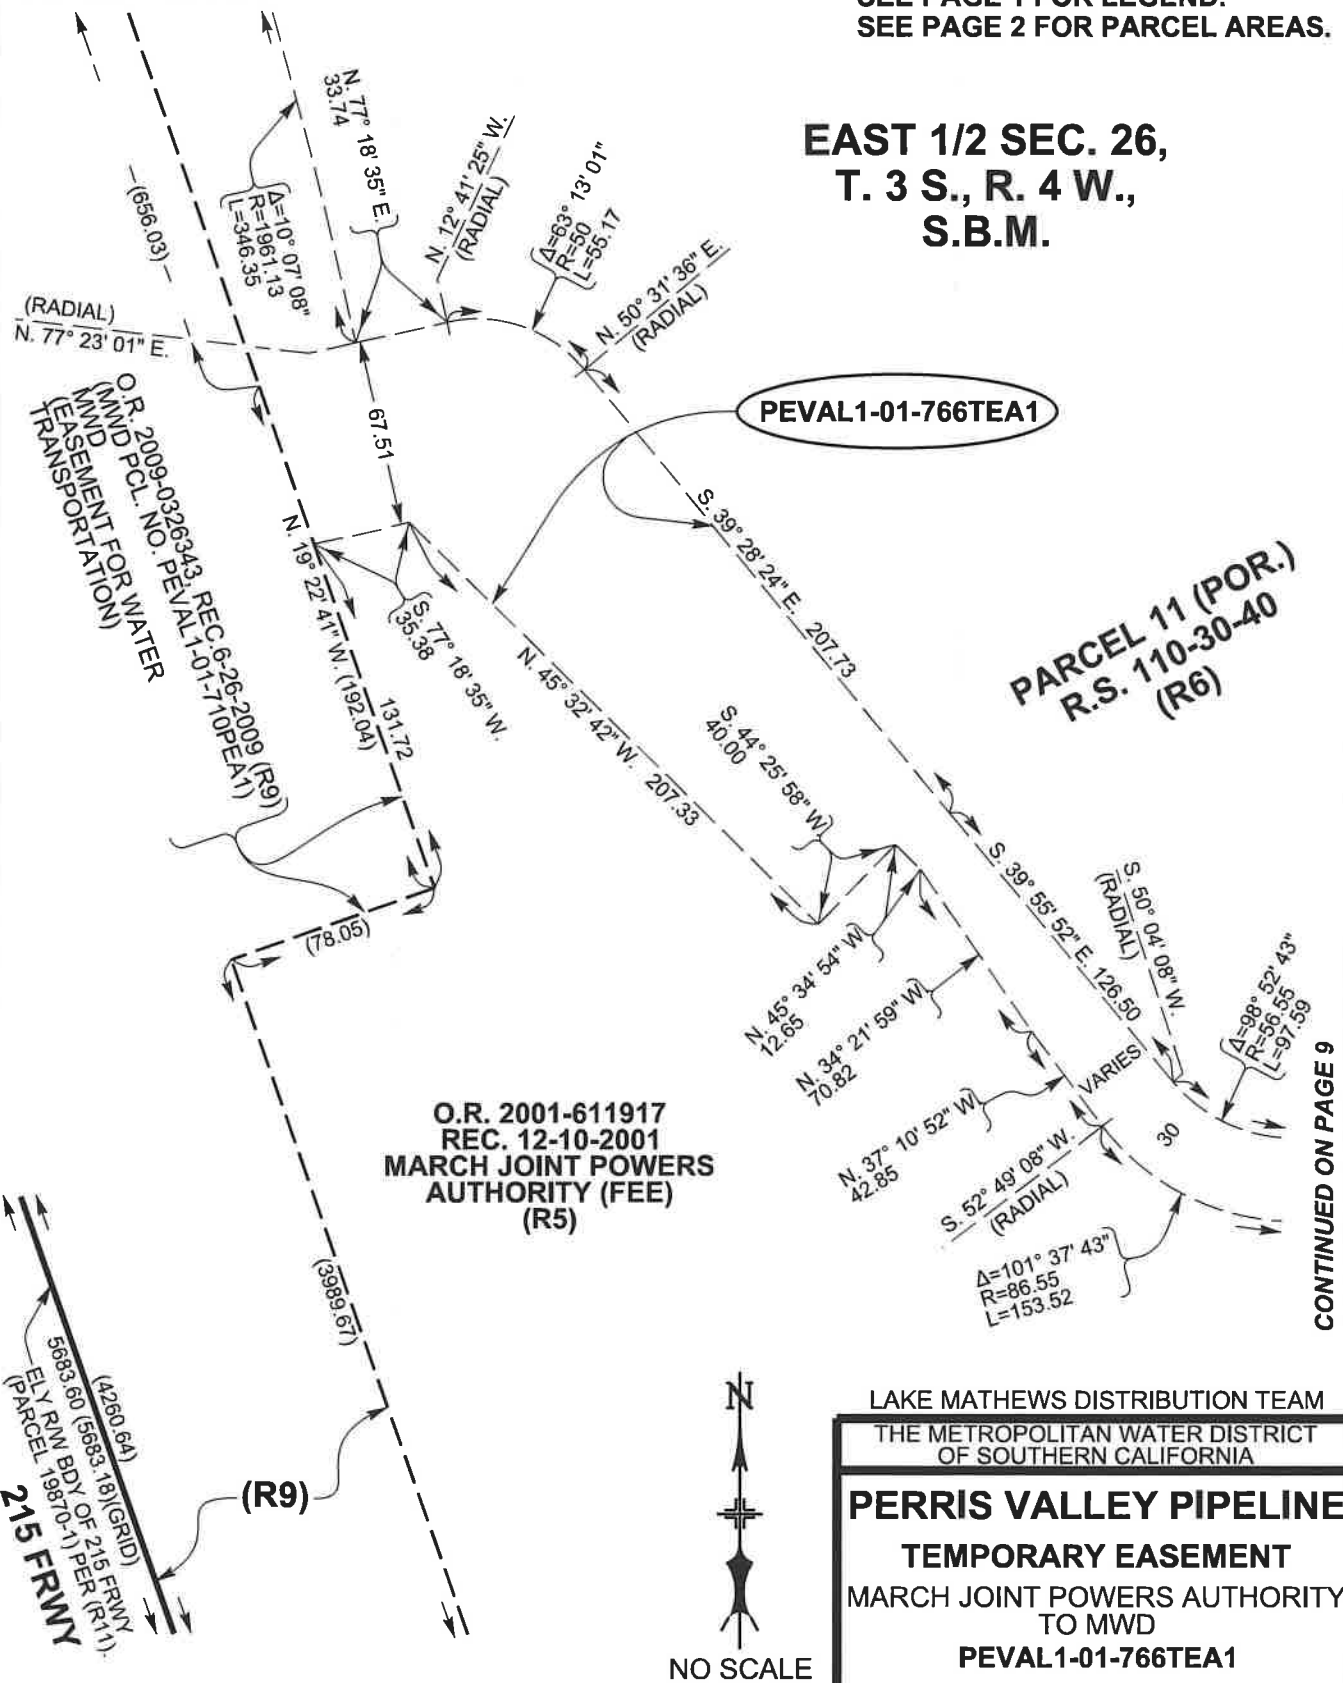 SEE PAGE 1 FOR LEGEND.
SEE PAGE 2 FOR PARCEL AREAS.
EAST 1/2 SEC. 26,
T. 3 S., R. 4 W.,
S.B.M.
N. 77° 18' 35" E.
33.74
N. 12° 41' 25" W.
(RADIAL)
Δ=63° 13' 01"
R=50
L=55.17
N. 50° 31' 36" E.
(RADIAL)
(656.03)
Δ=10° 07' 08"
R=1961.13
L=346.35
(RADIAL)
N. 77° 23' 01" E.
O.R. 2009-0326343, REC.6-26-2009 (R9)
(MWD PCL. NO. PEVAL1-01-710PEA1)
MWD
(EASEMENT FOR WATER
TRANSPORTATION)
67.51
PEVAL1-01-766TEA1
N. 19° 22' 41" W. (192.04)
131.72
S. 77° 18' 35" W.
35.38
S. 39° 28' 24" E. 207.73
N. 45° 32' 42" W. 207.33
PARCEL 11 (POR.)
R.S. 110-30-40
(R6)
S. 44° 25' 58" W.
40.00
S. 39° 55' 52" E. 126.50
S. 50° 04' 08" W.
(RADIAL)
(78.05)
N. 45° 34' 54" W.
12.65
N. 34° 21' 59" W.
70.82
Δ=98° 52' 43"
R=56.55
L=97.59
VARIES
30
N. 37° 10' 52" W.
42.85
S. 52° 49' 08" W.
(RADIAL)
Δ=101° 37' 43"
R=86.55
L=153.52
CONTINUED ON PAGE 9
O.R. 2001-611917
REC. 12-10-2001
MARCH JOINT POWERS
AUTHORITY (FEE)
(R5)
(3989.67)
(4260.64)
5683.60 (5683.18)(GRID)
ELY R/W BDY OF 215 FRWY
(PARCEL 19870-1) PER (R11).
215 FRWY
(R9)
N
NO SCALE
LAKE MATHEWS DISTRIBUTION TEAM
THE METROPOLITAN WATER DISTRICT
OF SOUTHERN CALIFORNIA
PERRIS VALLEY PIPELINE
TEMPORARY EASEMENT
MARCH JOINT POWERS AUTHORITY
TO MWD
PEVAL1-01-766TEA1